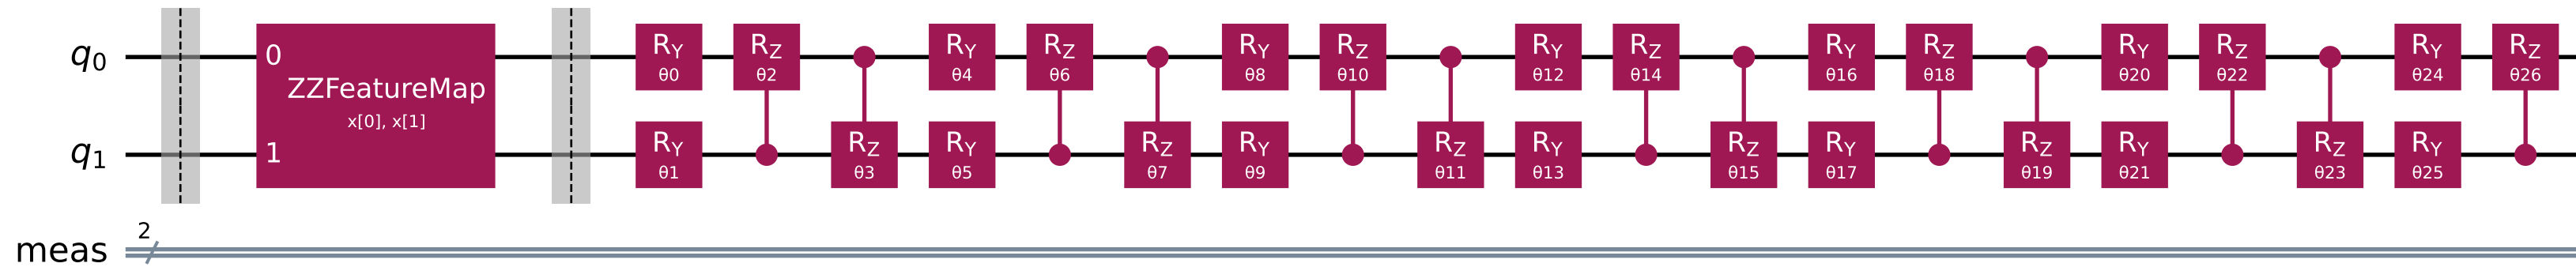 q0 0 RY RZ RY RZ RY RZ RY RZ RY RZ RY RZ RY RZ
θ0 θ2 θ4 θ6 θ8 θ10 θ12 θ14 θ16 θ18 θ20 θ22 θ24 θ26
ZZFeatureMap
x[0], x[1]
q1 1 RY RZ RY RZ RY RZ RY RZ RY RZ RY RZ RY
θ1 θ3 θ5 θ7 θ9 θ11 θ13 θ15 θ17 θ19 θ21 θ23 θ25
2
meas